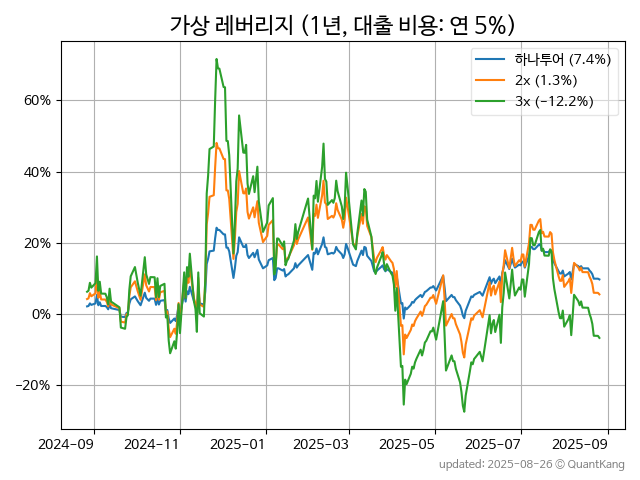 가상 레버리지 (1년, 대출 비용: 연 5%)
하나투어 (7.4%)
2x (1.3%)
3x (−12.2%)
60%
40%
20%
0%
−20%
2024-09 2024-11 2025-01 2025-03 2025-05 2025-07 2025-09
updated: 2025-08-26 © QuantKang